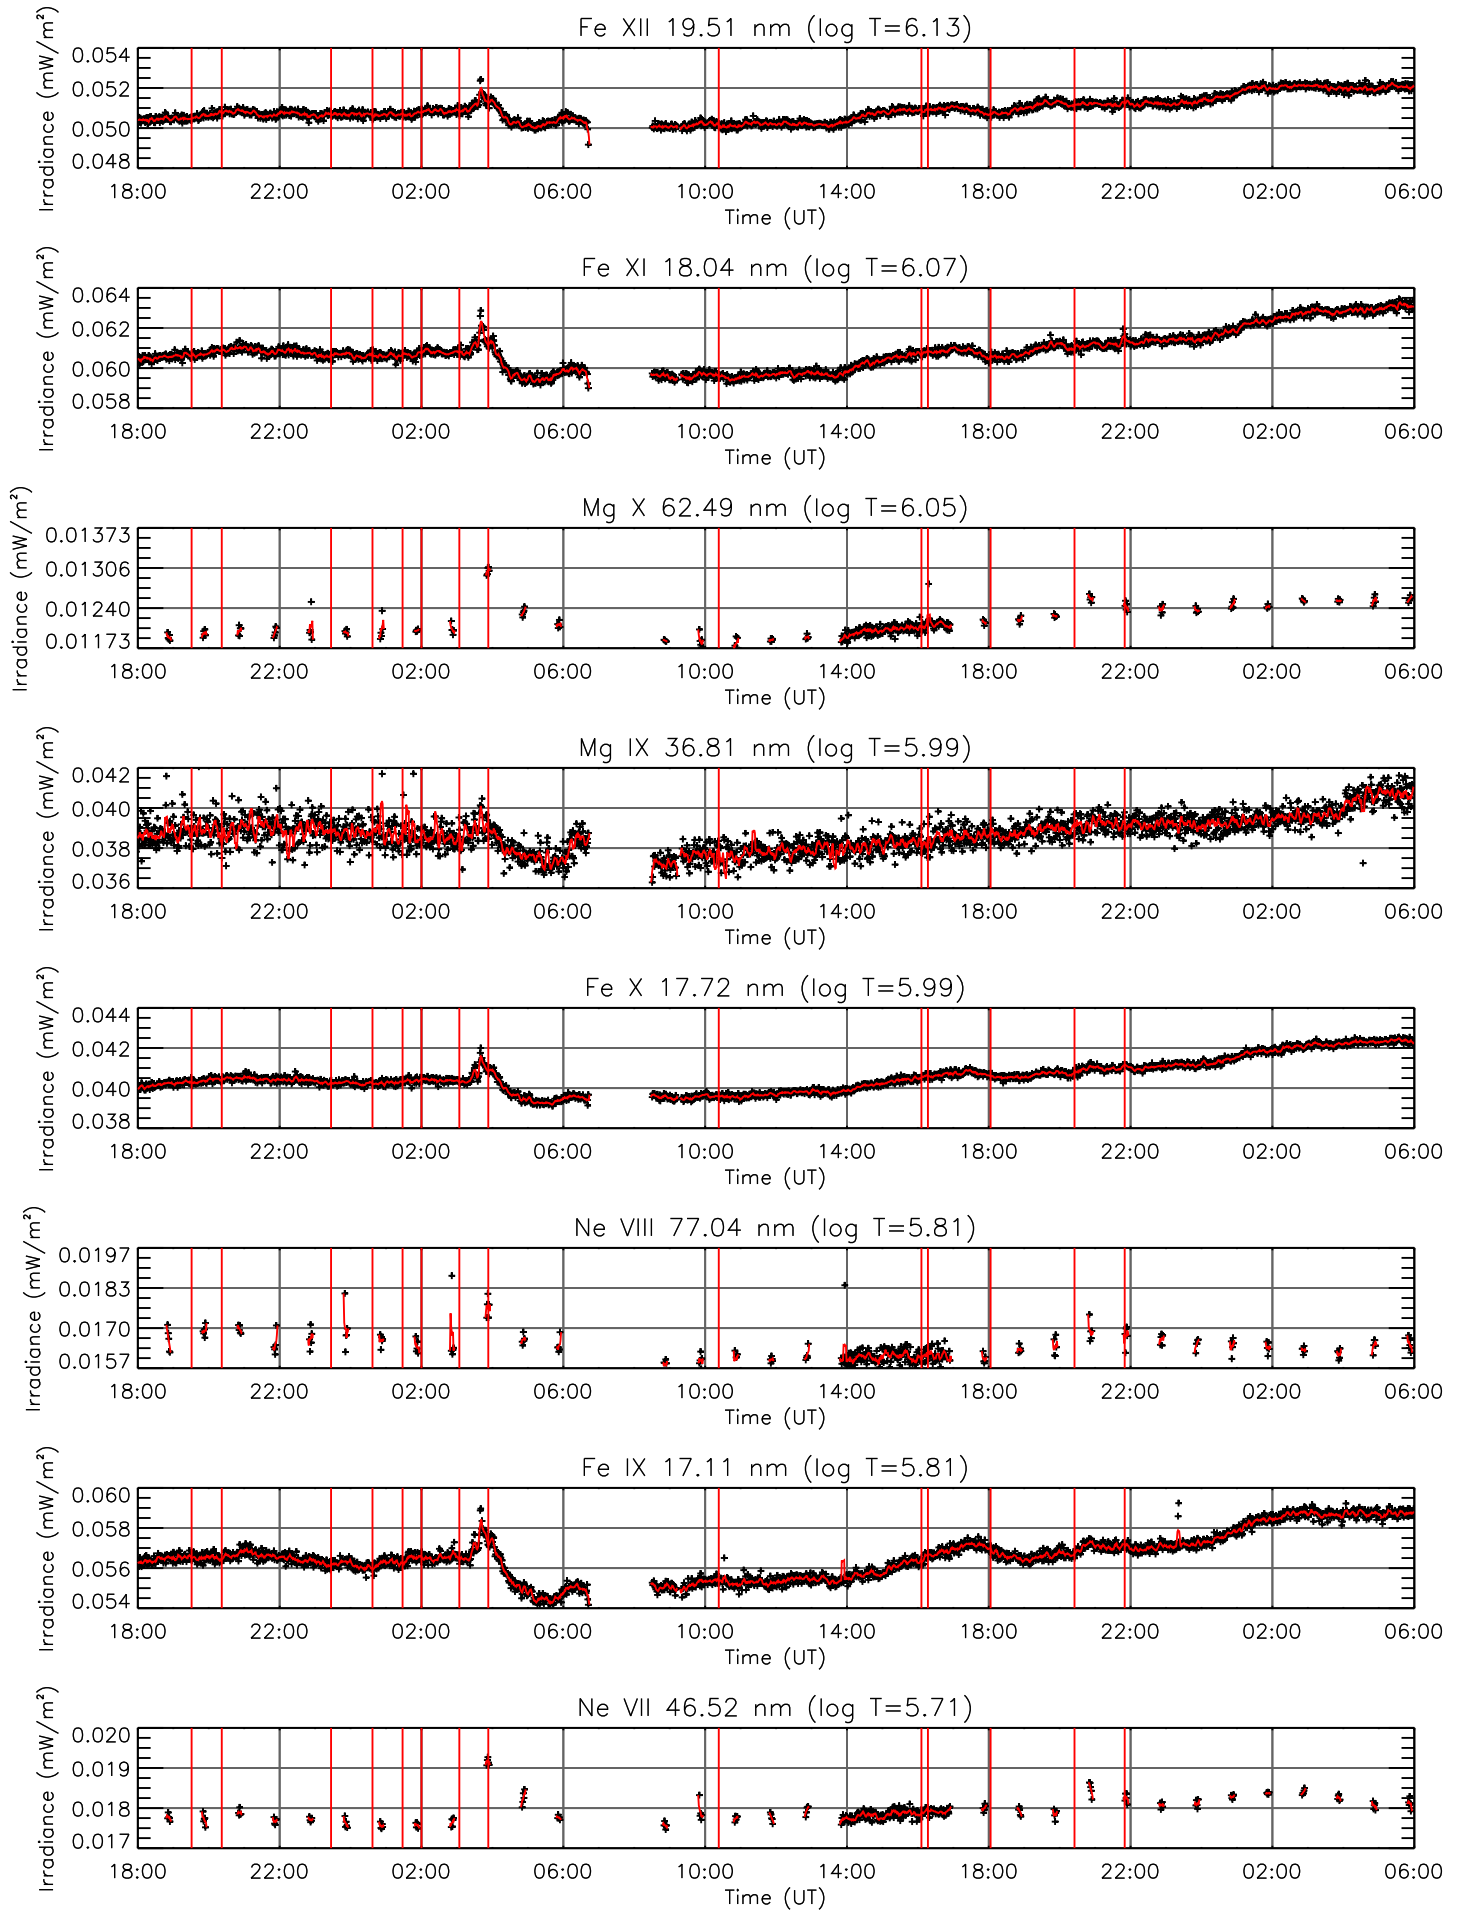 Fe XII 19.51 nm (log T=6.13)
Irradiance (mW/m²)
0.054
0.052
0.050
0.048
18:00 22:00 02:00 06:00 10:00 14:00 18:00 22:00 02:00 06:00
Time (UT)
Fe XI 18.04 nm (log T=6.07)
Irradiance (mW/m²)
0.064
0.062
0.060
0.058
18:00 22:00 02:00 06:00 10:00 14:00 18:00 22:00 02:00 06:00
Time (UT)
Mg X 62.49 nm (log T=6.05)
Irradiance (mW/m²)
0.01373
0.01306
0.01240
0.01173
18:00 22:00 02:00 06:00 10:00 14:00 18:00 22:00 02:00 06:00
Time (UT)
Mg IX 36.81 nm (log T=5.99)
Irradiance (mW/m²)
0.042
0.040
0.038
0.036
18:00 22:00 02:00 06:00 10:00 14:00 18:00 22:00 02:00 06:00
Time (UT)
Fe X 17.72 nm (log T=5.99)
Irradiance (mW/m²)
0.044
0.042
0.040
0.038
18:00 22:00 02:00 06:00 10:00 14:00 18:00 22:00 02:00 06:00
Time (UT)
Ne VIII 77.04 nm (log T=5.81)
Irradiance (mW/m²)
0.0197
0.0183
0.0170
0.0157
18:00 22:00 02:00 06:00 10:00 14:00 18:00 22:00 02:00 06:00
Time (UT)
Fe IX 17.11 nm (log T=5.81)
Irradiance (mW/m²)
0.060
0.058
0.056
0.054
18:00 22:00 02:00 06:00 10:00 14:00 18:00 22:00 02:00 06:00
Time (UT)
Ne VII 46.52 nm (log T=5.71)
Irradiance (mW/m²)
0.020
0.019
0.018
0.017
18:00 22:00 02:00 06:00 10:00 14:00 18:00 22:00 02:00 06:00
Time (UT)